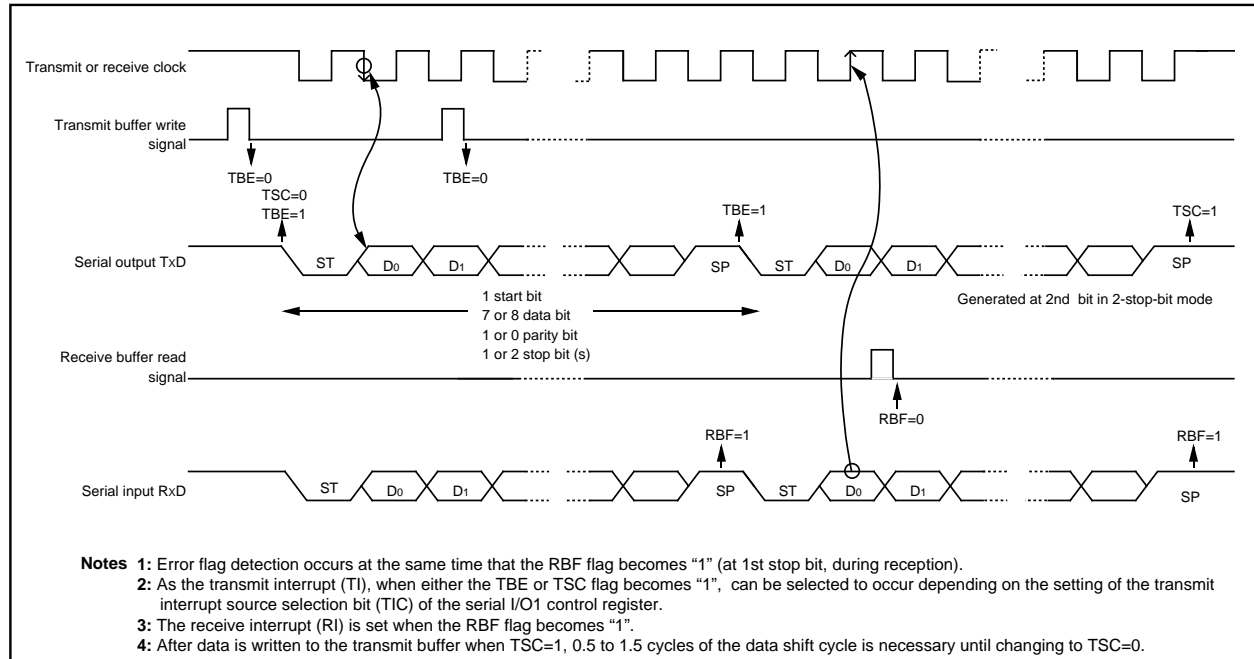 Transmit or receive clock
Transmit buffer write
signal
TBE=0
TBE=0
TSC=0
TBE=1
TBE=1
TSC=1
Serial output TxD
ST
D0
D1
SP
ST
D0
D1
SP
1 start bit
7 or 8 data bit
1 or 0 parity bit
1 or 2 stop bit (s)
Generated at 2nd bit in 2-stop-bit mode
Receive buffer read
signal
RBF=0
RBF=1
RBF=1
Serial input RxD
ST
D0
D1
SP
ST
D0
D1
SP
Notes 1: Error flag detection occurs at the same time that the RBF flag becomes “1” (at 1st stop bit, during reception).
2: As the transmit interrupt (TI), when either the TBE or TSC flag becomes “1”, can be selected to occur depending on the setting of the transmit
interrupt source selection bit (TIC) of the serial I/O1 control register.
3: The receive interrupt (RI) is set when the RBF flag becomes “1”.
4: After data is written to the transmit buffer when TSC=1, 0.5 to 1.5 cycles of the data shift cycle is necessary until changing to TSC=0.